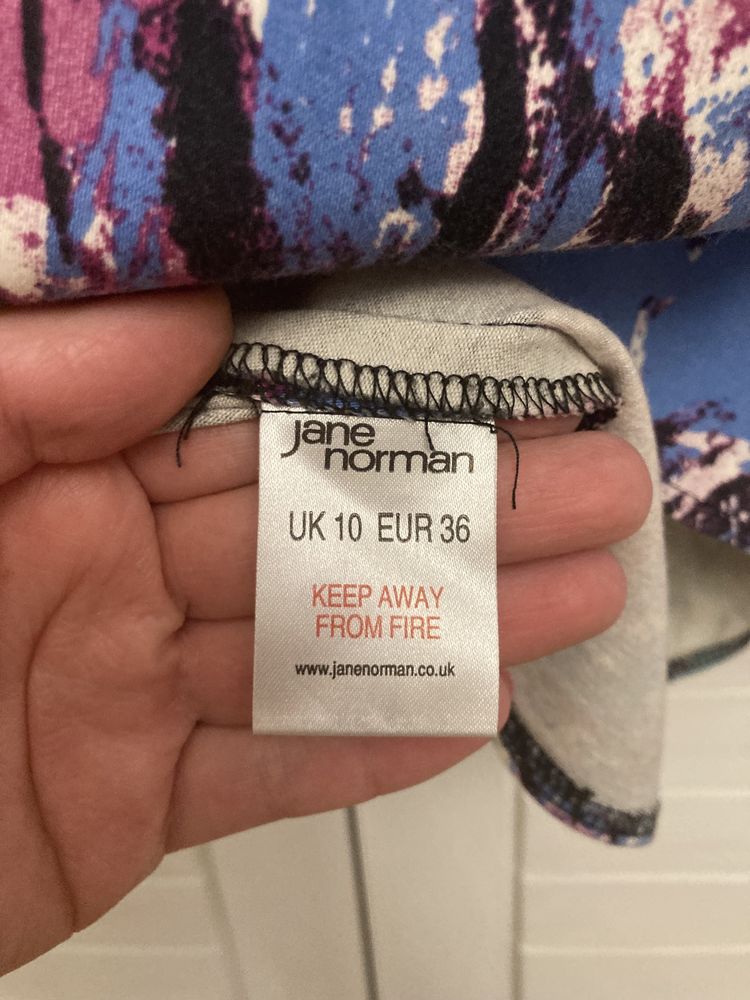 jane
norman
UK 10 EUR 36
KEEP AWAY
FROM FIRE
www.janenorman.co.uk